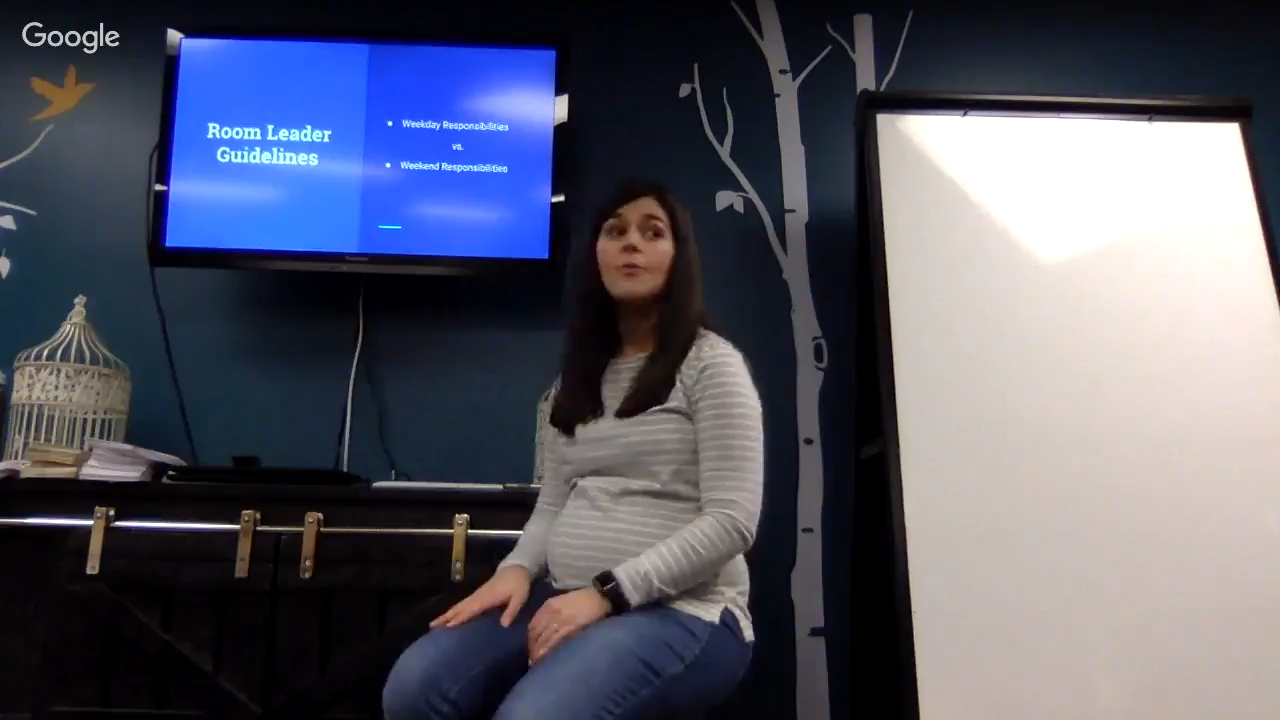 Google
Room Leader
Guidelines
Weekday Responsibilities
vs.
Weekend Responsibilities